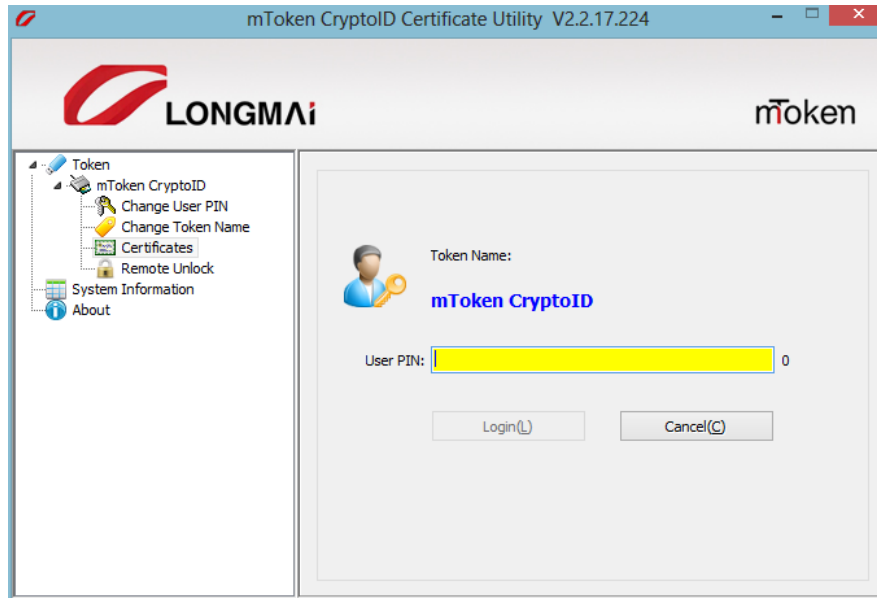 mToken CryptoID Certificate Utility V2.2.17.224
LONGMAi
mToken
Token
mToken CryptoID
Change User PIN
Change Token Name
Certificates
Remote Unlock
System Information
About
Token Name:
mToken CryptoID
User PIN:
0
Login(L)
Cancel(C)